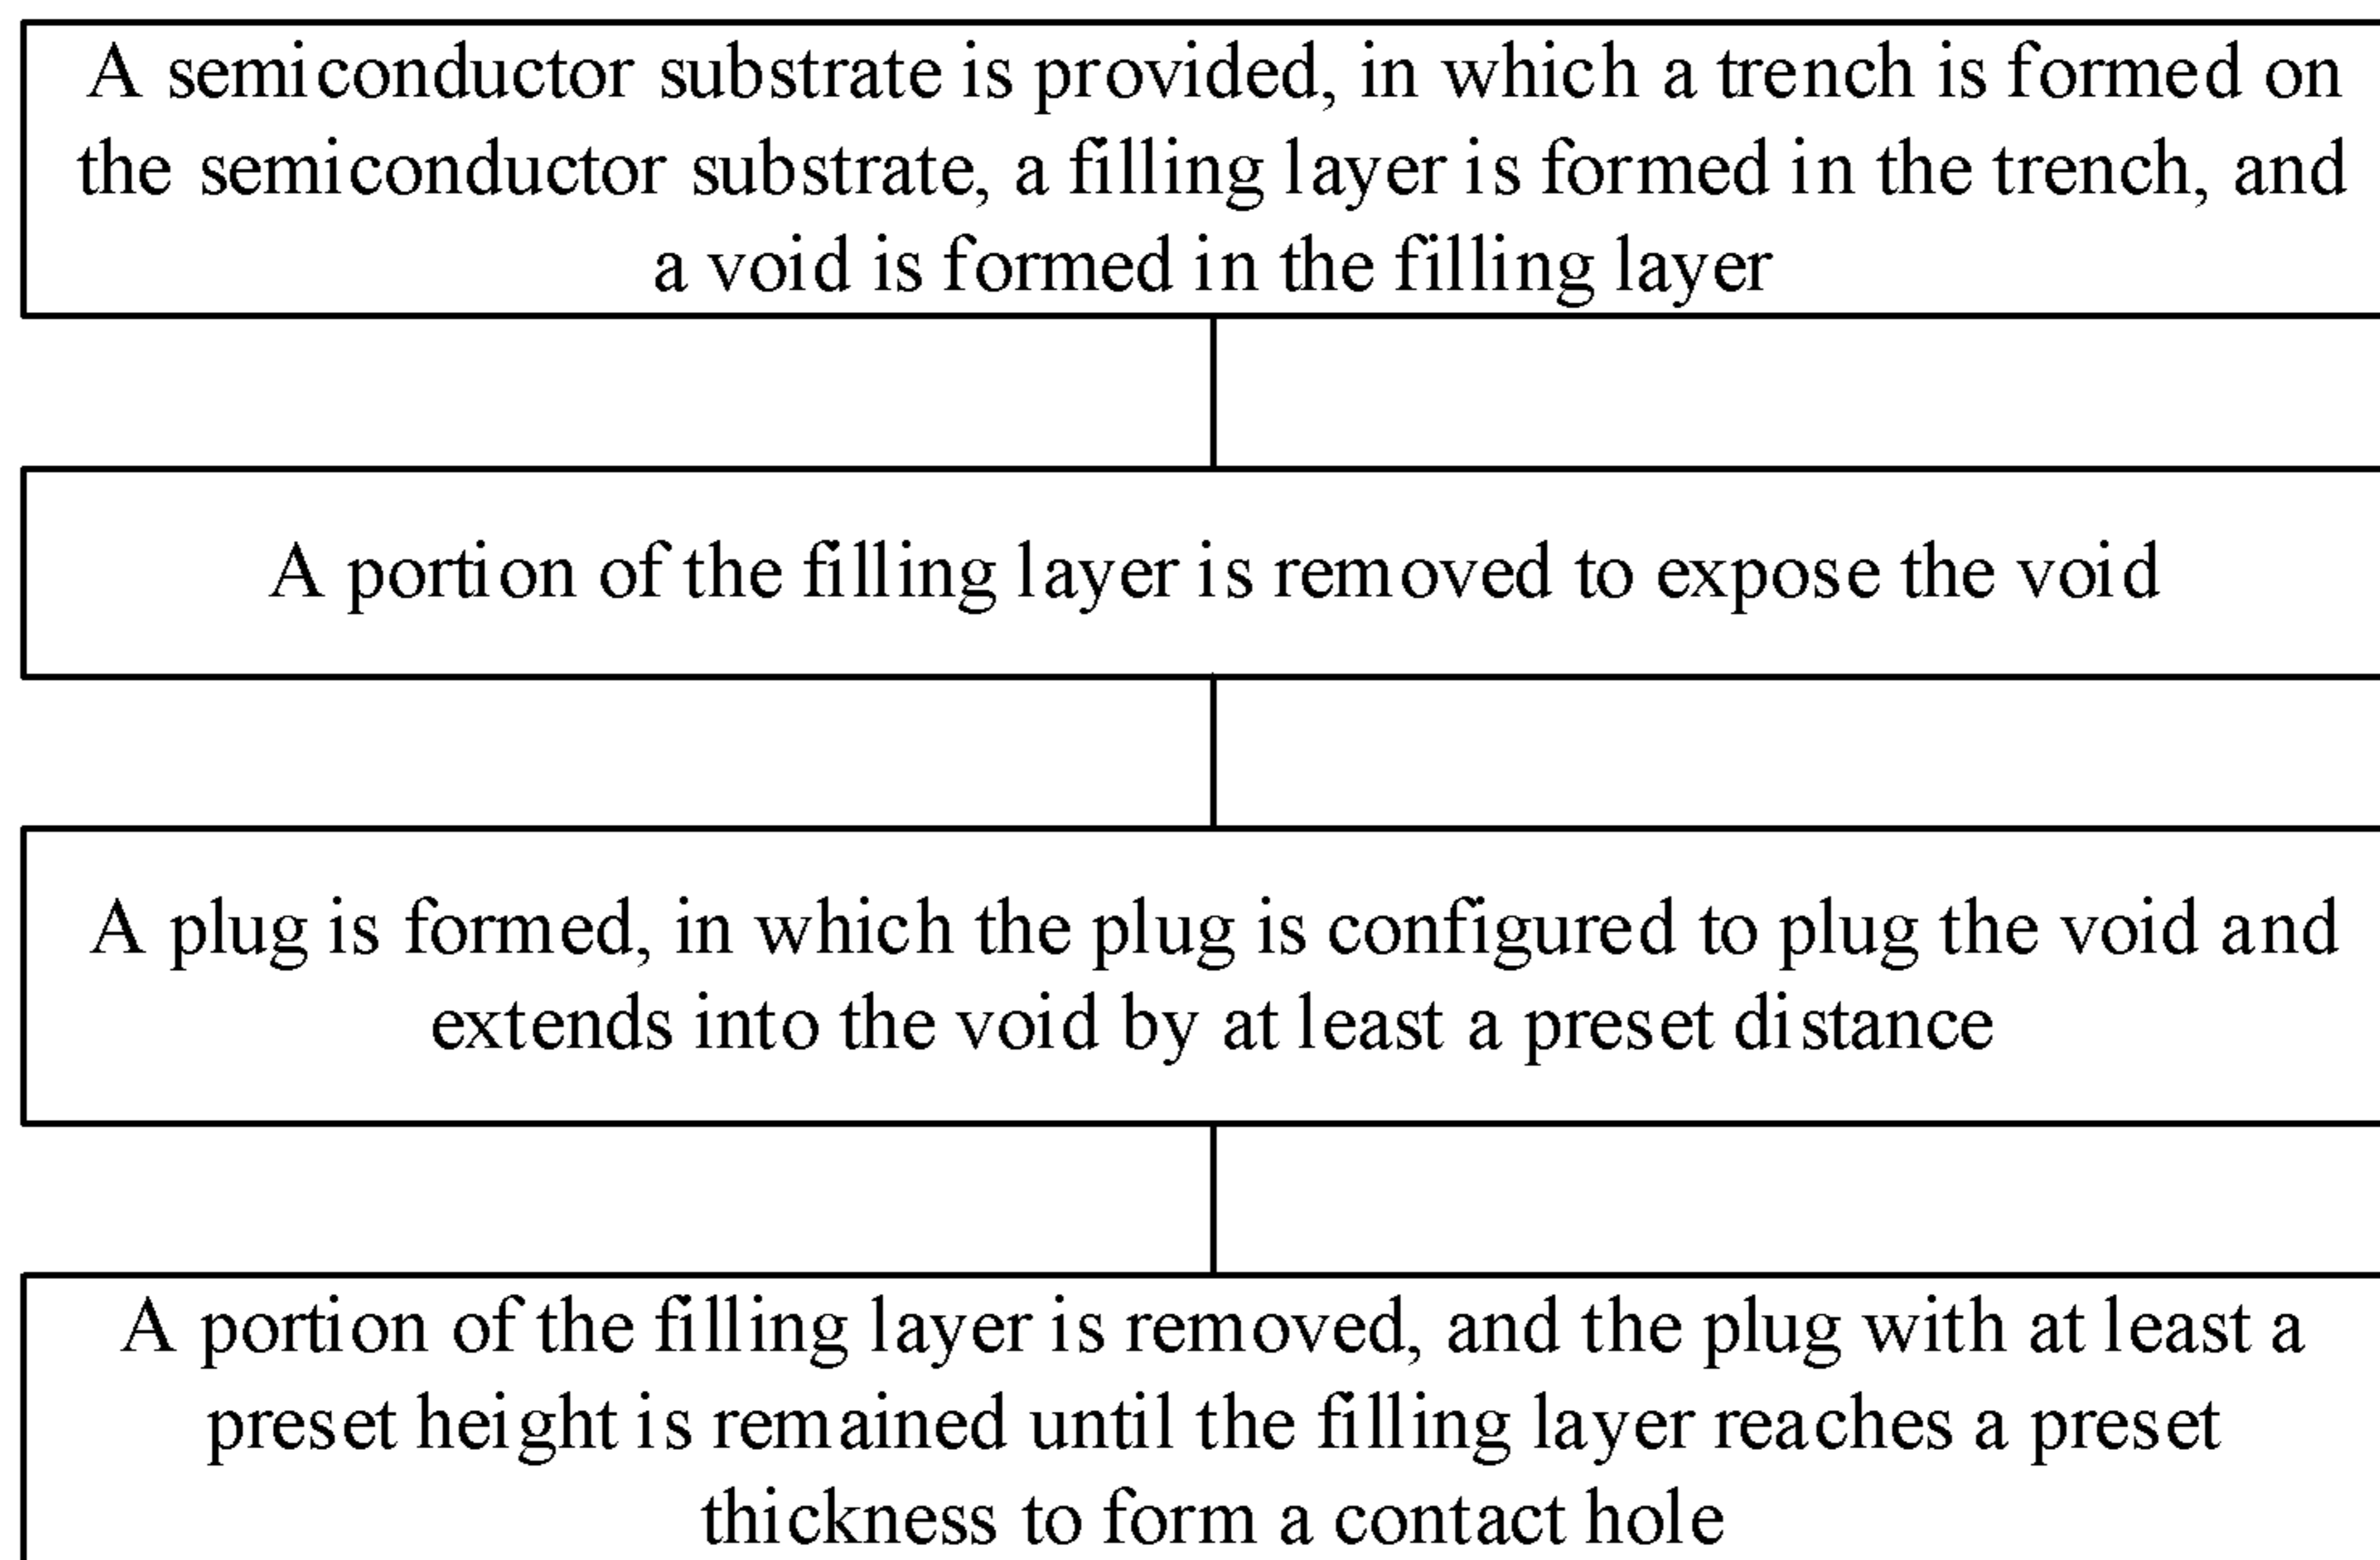 A semiconductor substrate is provided, in which a trench is formed on
the semiconductor substrate, a filling layer is formed in the trench, and
a void is formed in the filling layer
A portion of the filling layer is removed to expose the void
A plug is formed, in which the plug is configured to plug the void and
extends into the void by at least a preset distance
A portion of the filling layer is removed, and the plug with at least a
preset height is remained until the filling layer reaches a preset
thickness to form a contact hole